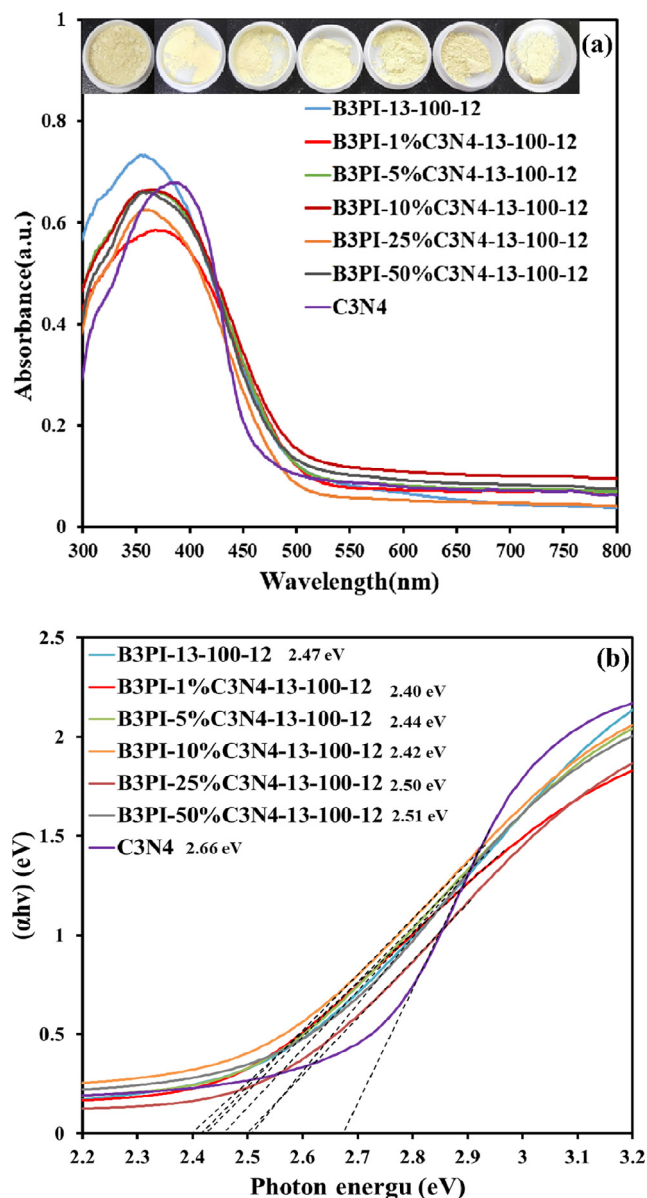 (a)
1
0.8
0.6
0.4
0.2
0
Absorbance(a.u.)
B3PI-13-100-12
B3PI-1%C3N4-13-100-12
B3PI-5%C3N4-13-100-12
B3PI-10%C3N4-13-100-12
B3PI-25%C3N4-13-100-12
B3PI-50%C3N4-13-100-12
C3N4
300 350 400 450 500 550 600 650 700 750 800
Wavelength(nm)
(b)
2.5
2
1.5
1
0.5
0
(αhν) (eV)
B3PI-13-100-12 2.47 eV
B3PI-1%C3N4-13-100-12 2.40 eV
B3PI-5%C3N4-13-100-12 2.44 eV
B3PI-10%C3N4-13-100-12 2.42 eV
B3PI-25%C3N4-13-100-12 2.50 eV
B3PI-50%C3N4-13-100-12 2.51 eV
C3N4 2.66 eV
2.2 2.3 2.4 2.5 2.6 2.7 2.8 2.9 3 3.1 3.2
Photon energu (eV)